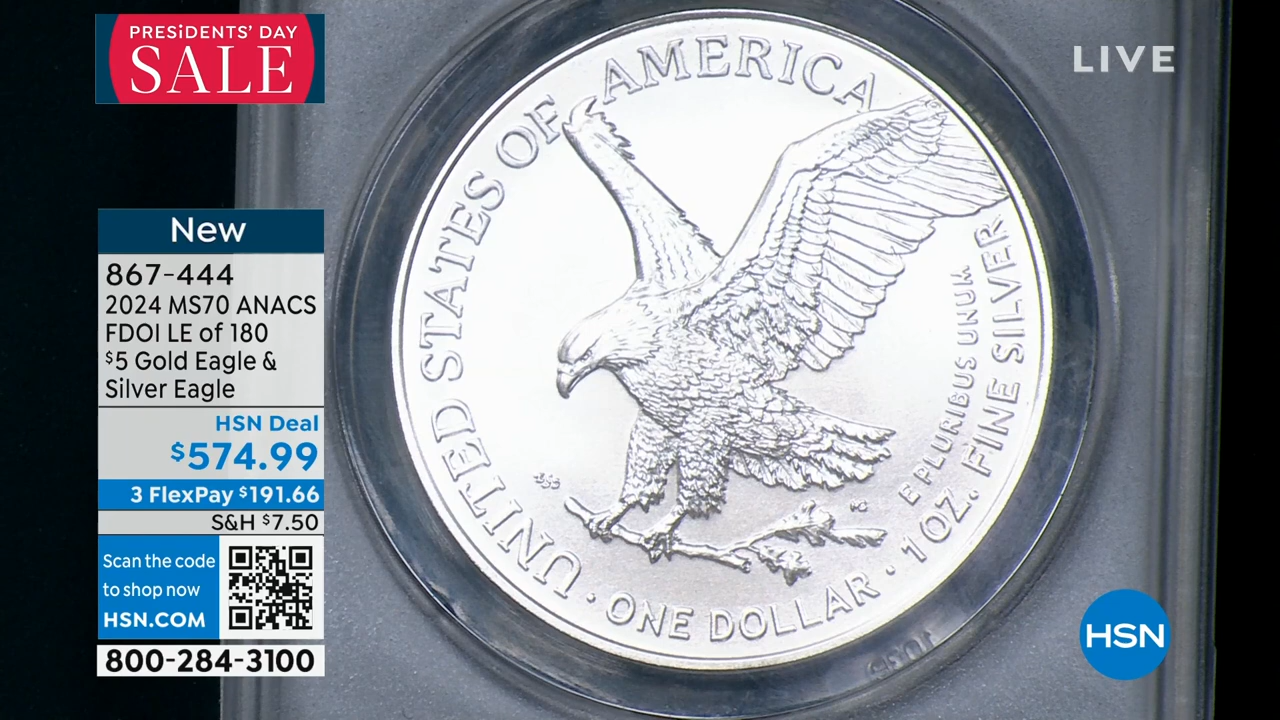 PRESiDENTS' DAY
SALE
LIVE
New
867-444
2024 MS70 ANACS
FDOI LE of 180
$5 Gold Eagle &
Silver Eagle
HSN Deal
$574.99
3 FlexPay $191.66
S&H $7.50
Scan the code
to shop now
HSN.COM
800-284-3100
UNITED STATES OF AMERICA
E PLURIBUS UNUM
1 OZ. FINE SILVER
· ONE DOLLAR ·
HSN